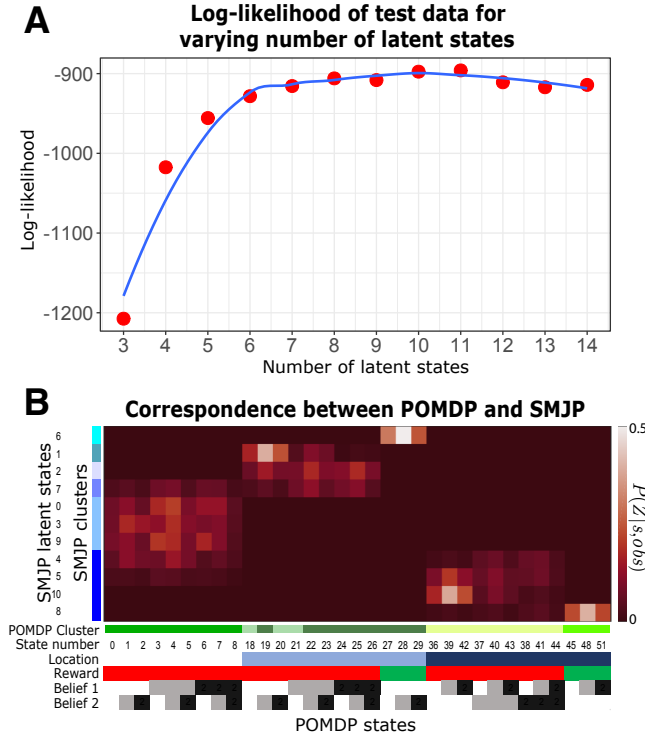 A
Log-likelihood of test data for
varying number of latent states
Log-likelihood
-900
-1000
-1100
-1200
3 4 5 6 7 8 9 10 11 12 13 14
Number of latent states
B
Correspondence between POMDP and SMJP
SMJP latent states
SMJP clusters
6
1
2
7
0
3
9
4
5
10
8
0.5
P(Z|s,obs)
0
POMDP Cluster
State number 0 1 2 3 4 5 6 7 8 18 19 20 21 22 23 24 25 26 27 28 29 36 39 42 37 40 43 38 41 44 45 48 51
Location
Reward
Belief 1
Belief 2
POMDP states